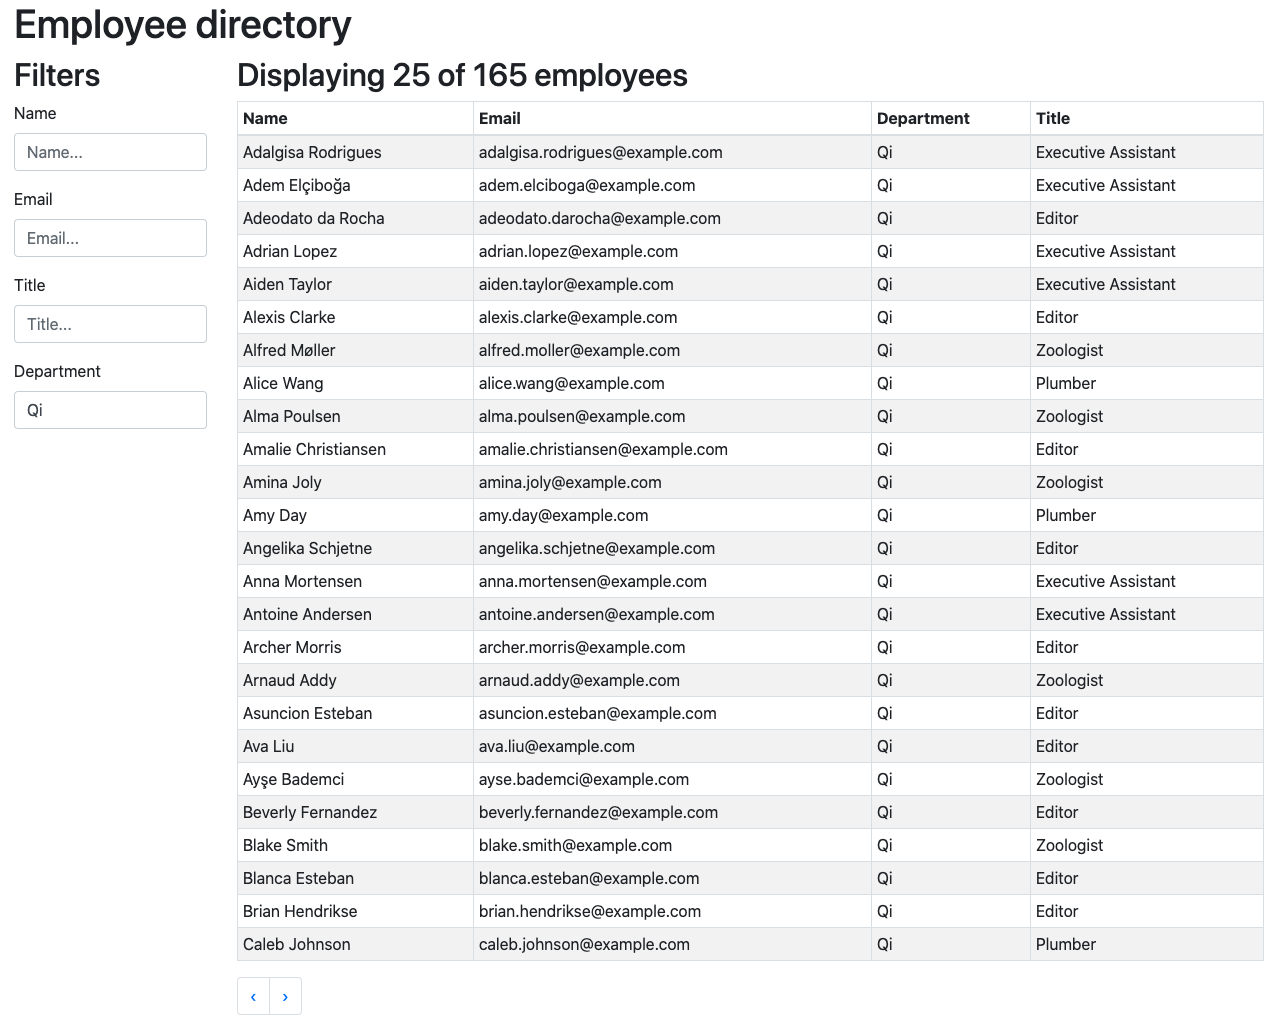 Employee directory
Filters
Name
Name...
Email
Email...
Title
Title...
Department
Qi
Displaying 25 of 165 employees
Name Email Department Title
Adalgisa Rodrigues adalgisa.rodrigues@example.com Qi Executive Assistant
Adem Elçiboğa adem.elciboga@example.com Qi Executive Assistant
Adeodato da Rocha adeodato.darocha@example.com Qi Editor
Adrian Lopez adrian.lopez@example.com Qi Executive Assistant
Aiden Taylor aiden.taylor@example.com Qi Executive Assistant
Alexis Clarke alexis.clarke@example.com Qi Editor
Alfred Møller alfred.moller@example.com Qi Zoologist
Alice Wang alice.wang@example.com Qi Plumber
Alma Poulsen alma.poulsen@example.com Qi Zoologist
Amalie Christiansen amalie.christiansen@example.com Qi Editor
Amina Joly amina.joly@example.com Qi Zoologist
Amy Day amy.day@example.com Qi Plumber
Angelika Schjetne angelika.schjetne@example.com Qi Editor
Anna Mortensen anna.mortensen@example.com Qi Executive Assistant
Antoine Andersen antoine.andersen@example.com Qi Executive Assistant
Archer Morris archer.morris@example.com Qi Editor
Arnaud Addy arnaud.addy@example.com Qi Zoologist
Asuncion Esteban asuncion.esteban@example.com Qi Editor
Ava Liu ava.liu@example.com Qi Editor
Ayşe Bademci ayse.bademci@example.com Qi Zoologist
Beverly Fernandez beverly.fernandez@example.com Qi Editor
Blake Smith blake.smith@example.com Qi Zoologist
Blanca Esteban blanca.esteban@example.com Qi Editor
Brian Hendrikse brian.hendrikse@example.com Qi Editor
Caleb Johnson caleb.johnson@example.com Qi Plumber
‹ ›